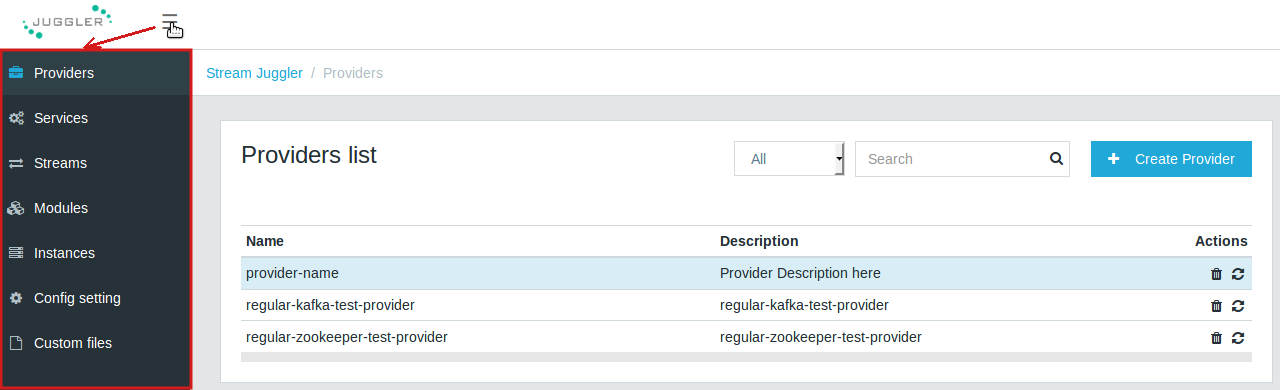 JUGGLER
Providers
Services
Streams
Modules
Instances
Config setting
Custom files
Stream Juggler / Providers
Providers list
All
Search
Create Provider
Name Description Actions
provider-name Provider Description here
regular-kafka-test-provider regular-kafka-test-provider
regular-zookeeper-test-provider regular-zookeeper-test-provider